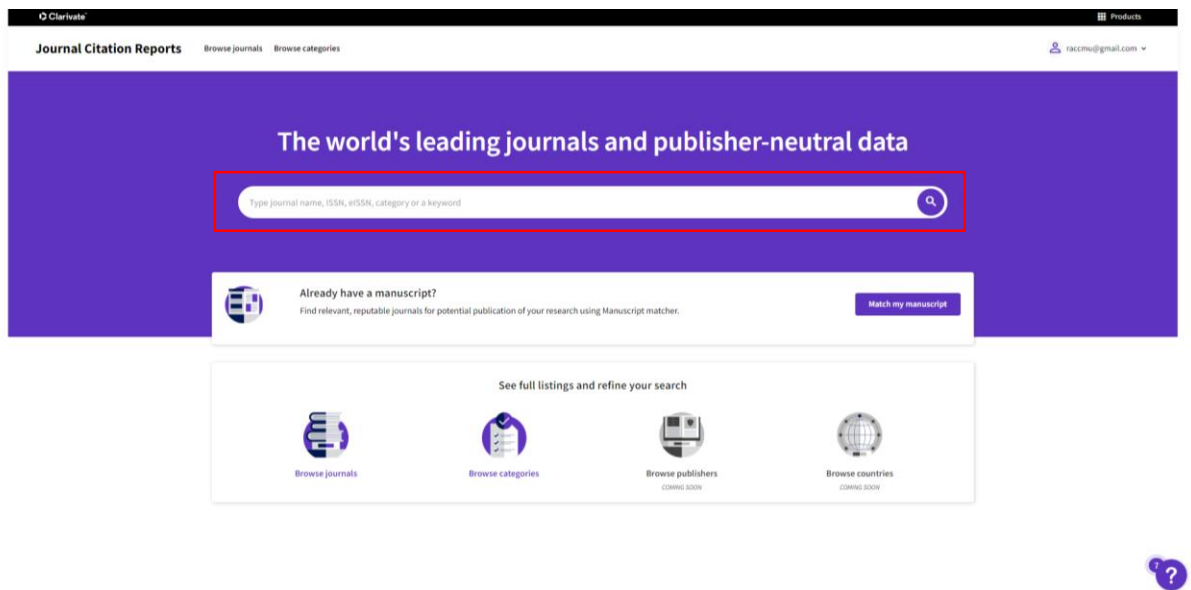 Clarivate
Products
Journal Citation Reports
Browse journals Browse categories
raccmu@gmail.com
The world's leading journals and publisher-neutral data
Type journal name, ISSN, eISSN, category or a keyword
Already have a manuscript?
Find relevant, reputable journals for potential publication of your research using Manuscript matcher.
Match my manuscript
See full listings and refine your search
Browse journals
Browse categories
Browse publishers
COMING SOON
Browse countries
COMING SOON
7
?